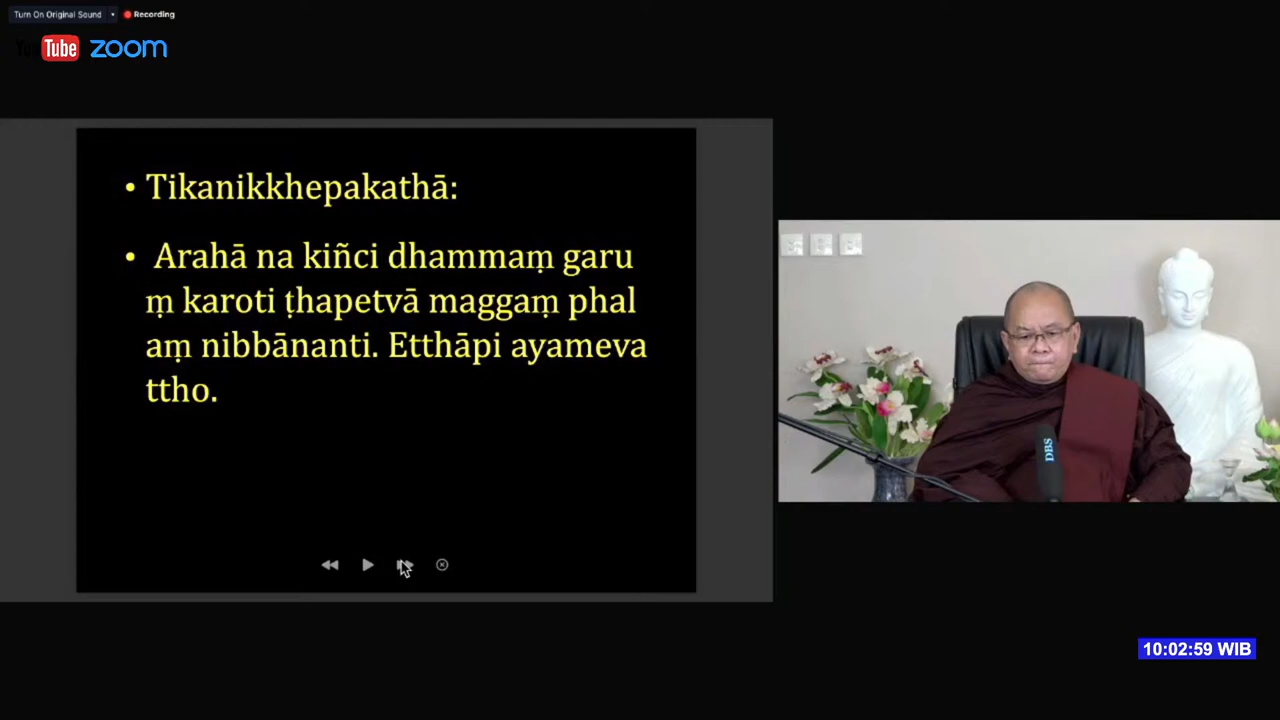 Turn On Original Sound
Recording
YouTube zoom
• Tikanikkhepakathā:
• Arahā na kiñci dhammaṃ garu
ṃ karoti ṭhapetvā maggaṃ phal
aṃ nibbānanti. Etthāpi ayameva
ttho.
DBS
10:02:59 WIB